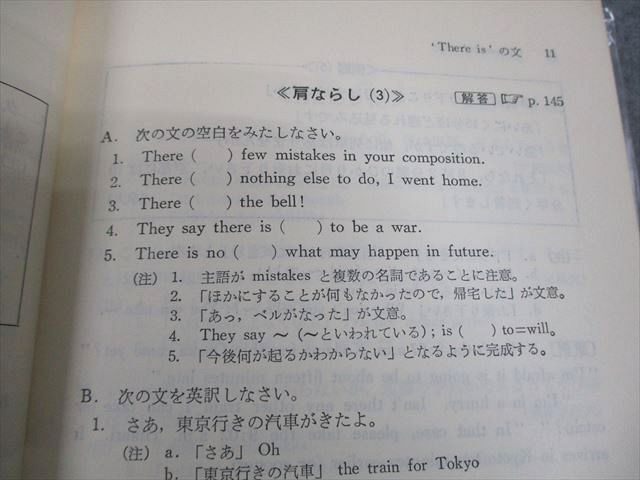 'There is' の文 11
≪肩ならし (3)≫ 解答 ☞ p. 145
A. 次の文の空白をみたしなさい。
1. There ( ) few mistakes in your composition.
2. There ( ) nothing else to do, I went home.
3. There ( ) the bell!
4. They say there is ( ) to be a war.
5. There is no ( ) what may happen in future.
(注) 1. 主語が mistakes と複数の名詞であることに注意。
2. 「ほかにすることが何もなかったので，帰宅した」が文意。
3. 「あっ，ベルがなった」が文意。
4. They say ～ (～といわれている); is ( ) to=will。
5. 「今後何が起るかわからない」となるように完成する。
B. 次の文を英訳しなさい。
1. さあ，東京行きの汽車がきたよ。
(注) a. 「さあ」 Oh
b. 「東京行きの汽車」 the train for Tokyo